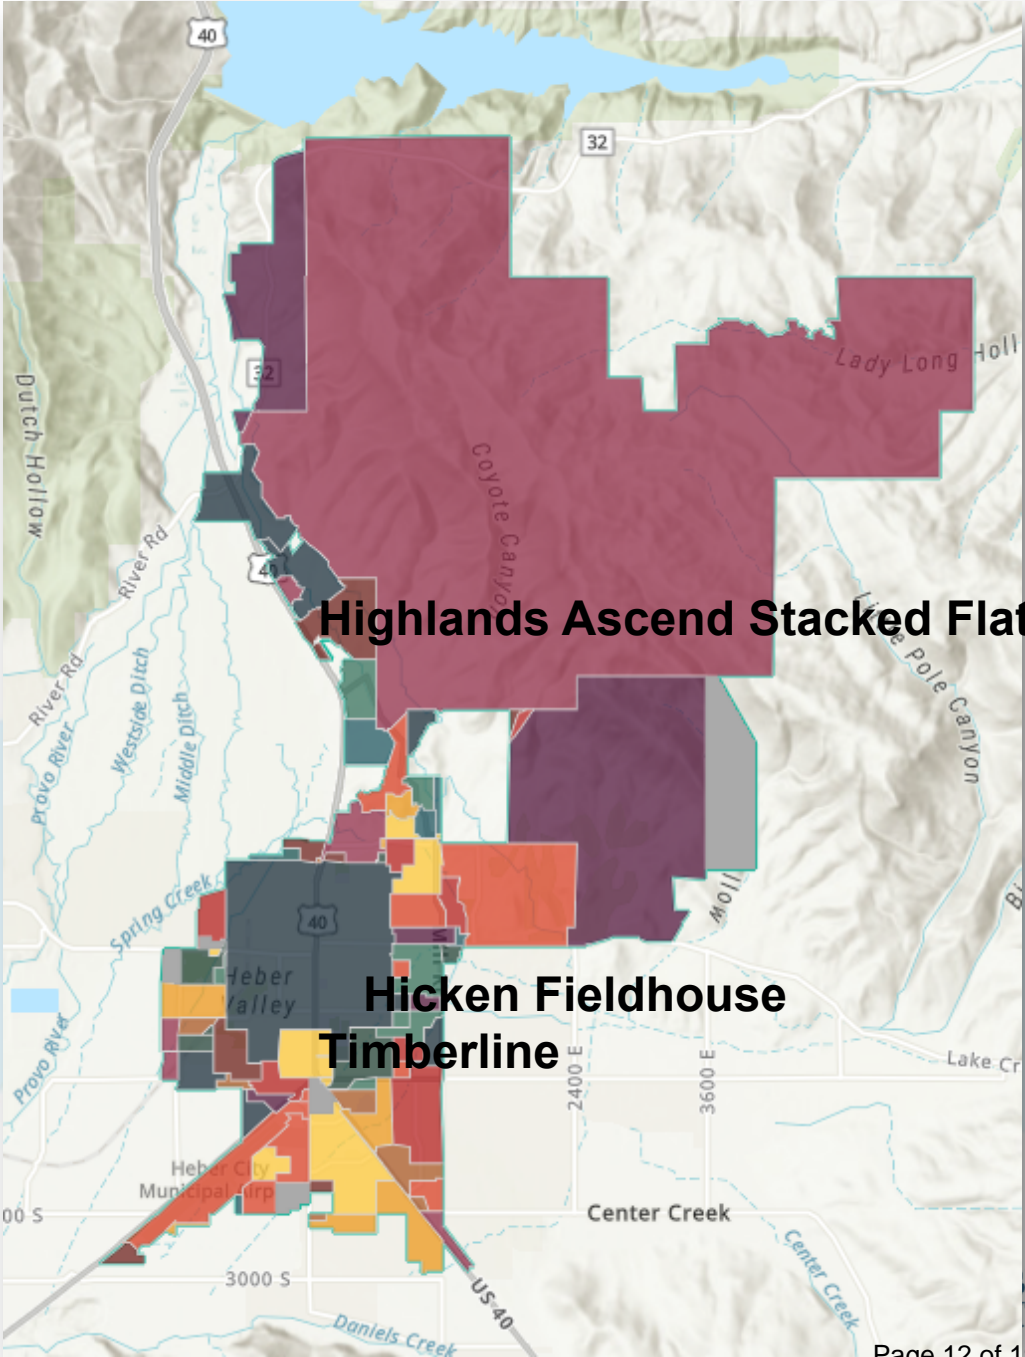 40
32
Lady Long Holl
32
Dutch Hollow
Coyote Canyon
River Rd
40
Highlands Ascend Stacked Flat
Pole Canyon
River Rd
Westside Ditch
Middle Ditch
Provo River
Spring Creek
40
Heber
Valley
Hicken Fieldhouse
Timberline
Provo River
2400 E
3600 E
Lake Cr
Heber City
Municipal Airp
00 S
Center Creek
Center Creek
3000 S
US-40
Daniels Creek
Page 12 of 1